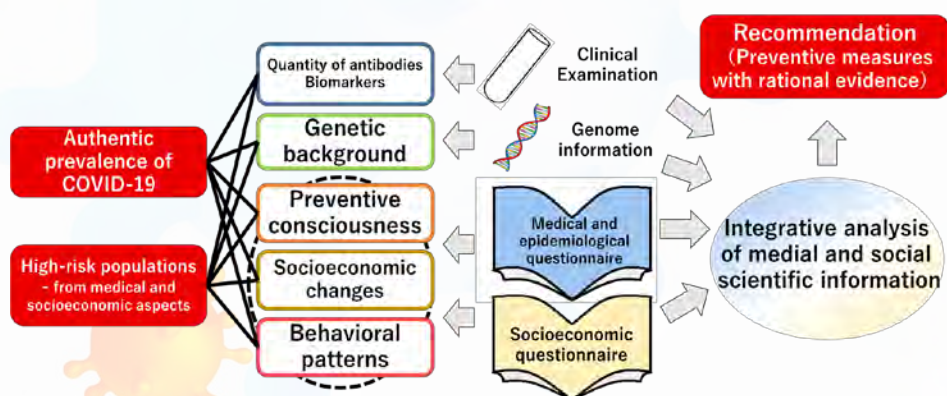 Authentic
prevalence of
COVID-19
High-risk populations
- from medical and
socioeconomic aspects
Quantity of antibodies
Biomarkers
Genetic
background
Preventive
consciousness
Socioeconomic
changes
Behavioral
patterns
Clinical
Examination
Genome
information
Medical and
epidemiological
questionnaire
Socioeconomic
questionnaire
Recommendation
（Preventive measures
with rational evidence）
Integrative analysis
of medial and social
scientific information